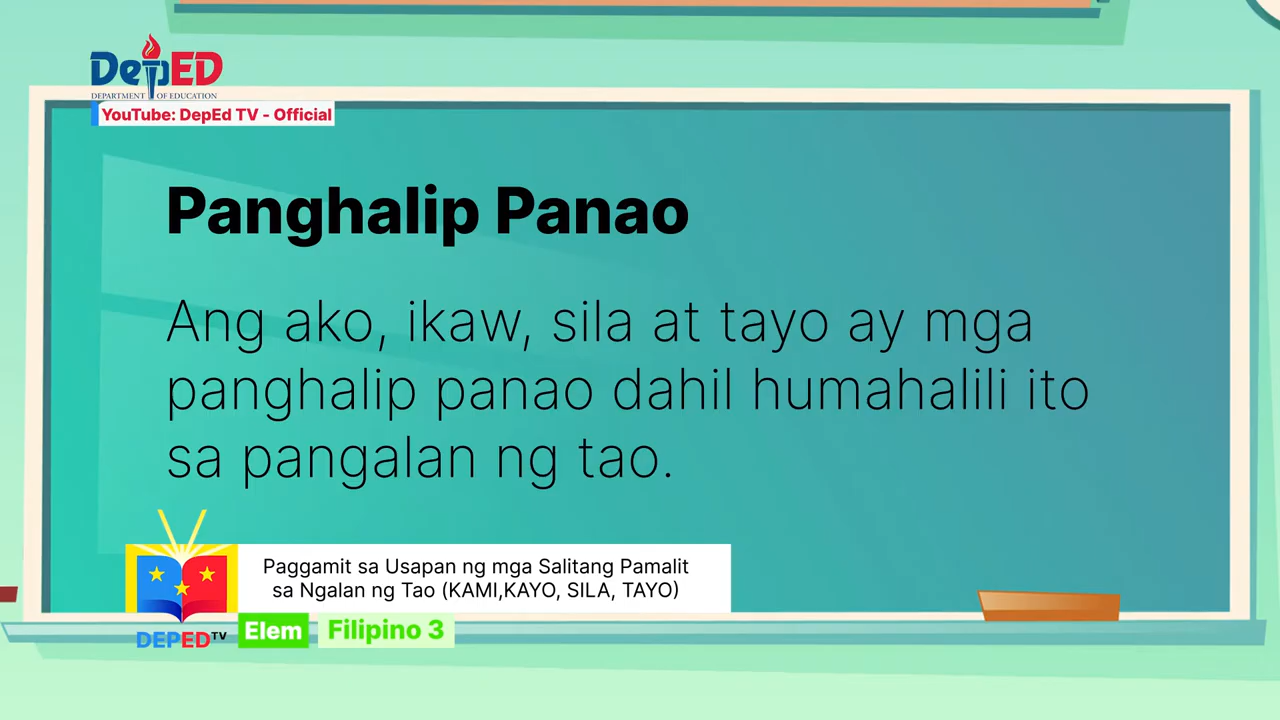 DepED
DEPARTMENT OF EDUCATION
YouTube: DepEd TV - Official
Panghalip Panao
Ang ako, ikaw, sila at tayo ay mga
panghalip panao dahil humahalili ito
sa pangalan ng tao.
Paggamit sa Usapan ng mga Salitang Pamalit
sa Ngalan ng Tao (KAMI,KAYO, SILA, TAYO)
DEPED TV
Elem
Filipino 3